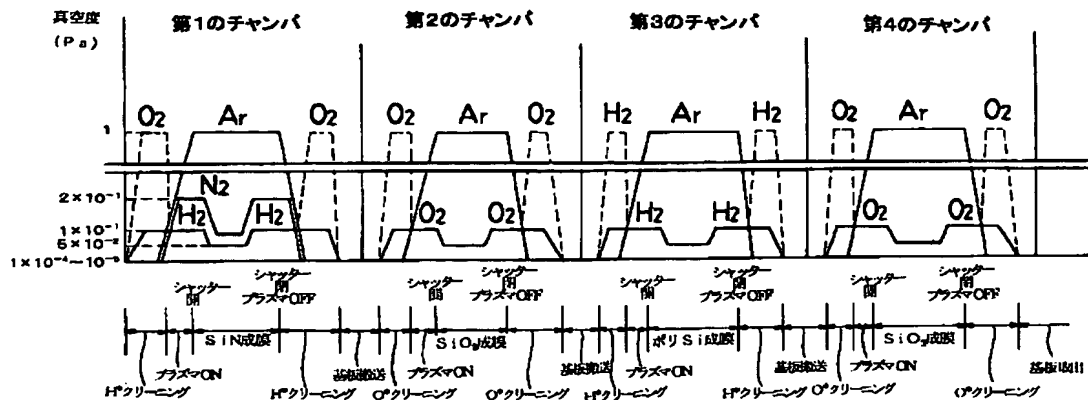 真空度
(Pa)
第1のチャンバ
第2のチャンバ
第3のチャンバ
第4のチャンバ
O2 Ar O2
O2 Ar O2
H2 Ar H2
O2 Ar O2
1
N2
2×10⁻¹
H2 H2
O2 O2
H2 H2
O2 O2
1×10⁻¹
1×10⁻⁴~10⁻⁵
シャッター
開
シャッター
閉
プラズマOFF
シャッター
開
シャッター
閉
プラズマOFF
シャッター
開
シャッター
閉
プラズマOFF
シャッター
開
シャッター
閉
プラズマOFF
SiN成膜
SiO₂成膜
ポリSi成膜
SiO₂成膜
プラズマON
基板搬送
プラズマON
基板搬送
プラズマON
基板搬送
プラズマON
基板取出
H*クリーニング
H*クリーニング
O*クリーニング
O*クリーニング
H*クリーニング
H*クリーニング
O*クリーニング
O*クリーニング